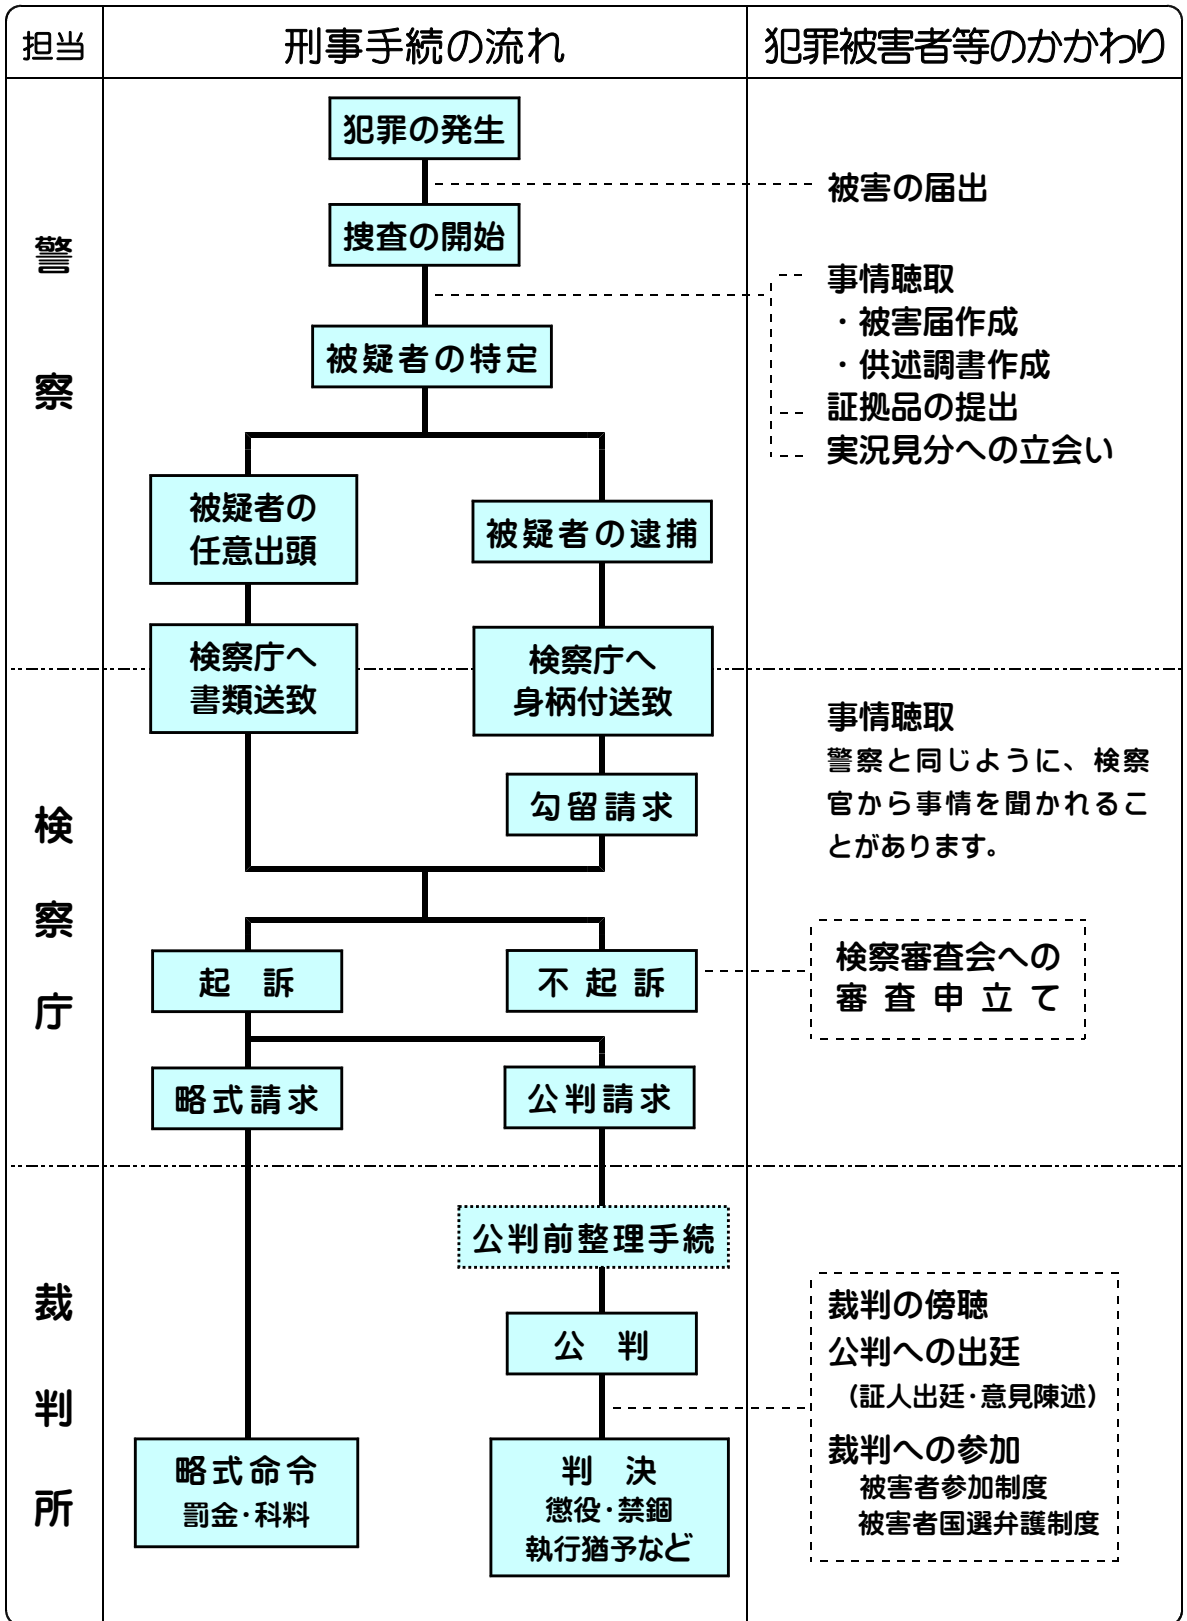 担当
刑事手続の流れ
犯罪被害者等のかかわり
警察
犯罪の発生
被害の届出
捜査の開始
事情聴取
・被害届作成
・供述調書作成
証拠品の提出
実況見分への立会い
被疑者の特定
被疑者の
任意出頭
被疑者の逮捕
検察庁へ
書類送致
検察庁へ
身柄付送致
検察庁
事情聴取
警察と同じように、検察
官から事情を聞かれるこ
とがあります。
勾留請求
起訴
不起訴
検察審査会への
審査申立て
略式請求
公判請求
裁判所
公判前整理手続
公判
裁判の傍聴
公判への出廷
（証人出廷・意見陳述）
裁判への参加
被害者参加制度
被害者国選弁護制度
略式命令
罰金・科料
判決
懲役・禁錮
執行猶予など